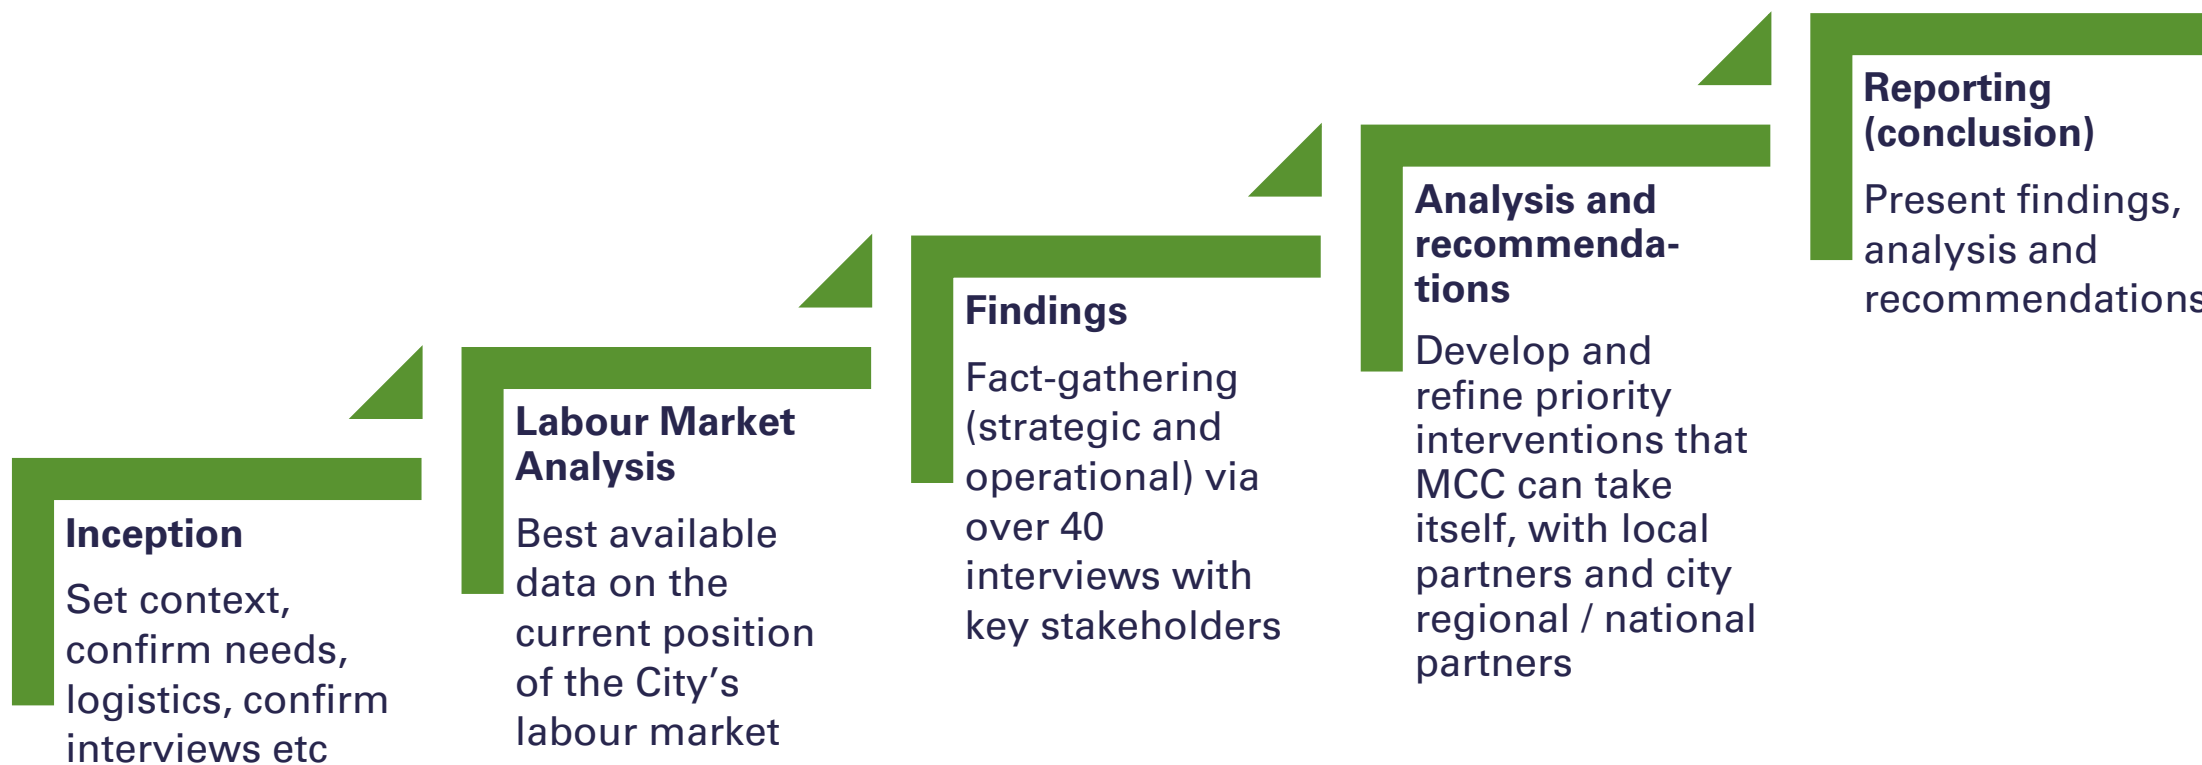 Inception
Set context,
confirm needs,
logistics, confirm
interviews etc
Labour Market
Analysis
Best available
data on the
current position
of the City’s
labour market
Findings
Fact-gathering
(strategic and
operational) via
over 40
interviews with
key stakeholders
Analysis and
recommenda-
tions
Develop and
refine priority
interventions that
MCC can take
itself, with local
partners and city
regional / national
partners
Reporting
(conclusion)
Present findings,
analysis and
recommendations